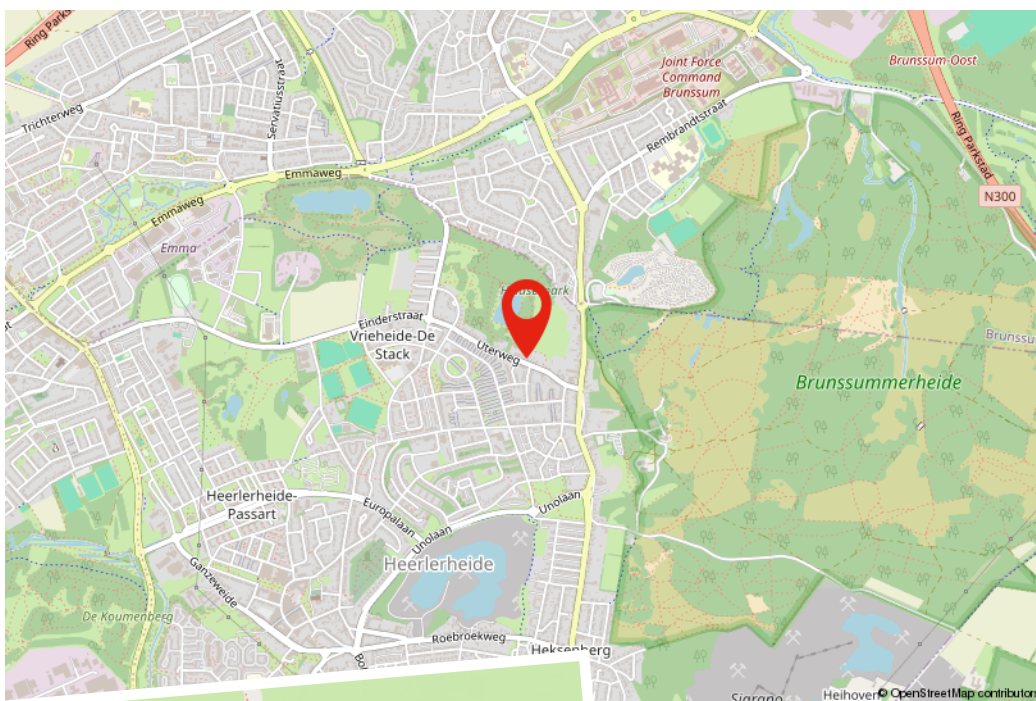 Ring Parkstad
Joint Force
Command
Brunssum
Brunssum-Oost
Servatiusstraat
Trichterweg
Rembrandtstraat
Ring Parkstad
Emmaweg
N300
Emmaweg
Emma
Einderstraat
Vrieheide-De
Stack
Uterweg
Brunssummerheide
Heerlerheide-
Passart
Europalaan
Unolaan
Unolaan
Heerlerheide
Ganzeweide
De Koumenberg
Roebroekweg
Heksenberg
Sigrano
Heihoven
© OpenStreetMap contributors